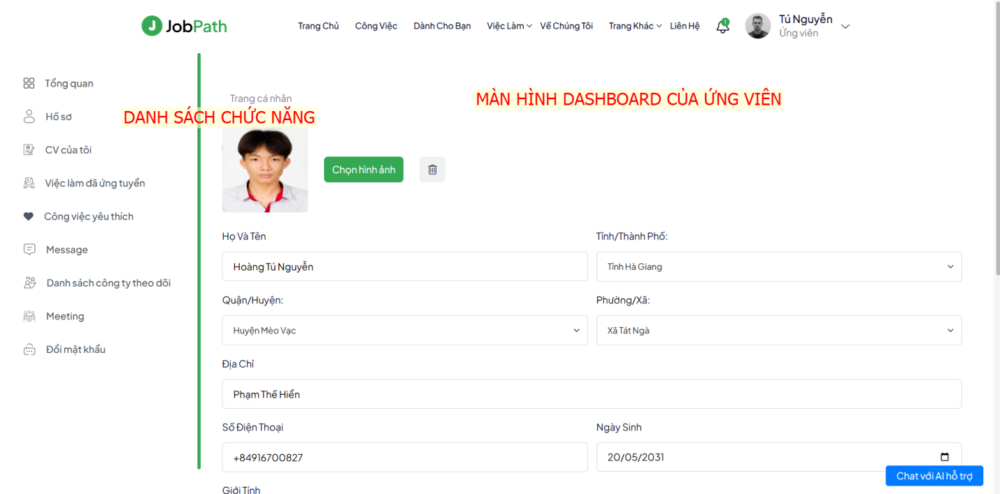 JobPath
Trang Chủ Công Việc Dành Cho Bạn Việc Làm Về Chúng Tôi Trang Khác Liên Hệ 1 Tú Nguyễn
Ứng viên
Tổng quan
Hồ sơ
CV của tôi
Việc làm đã ứng tuyển
Công việc yêu thích
Message
Danh sách công ty theo dõi
Meeting
Đổi mật khẩu
Trang cá nhân
MÀN HÌNH DASHBOARD CỦA ỨNG VIÊN
DANH SÁCH CHỨC NĂNG
Chọn hình ảnh
Họ Và Tên Tỉnh/Thành Phố:
Hoàng Tú Nguyễn Tỉnh Hà Giang
Quận/Huyện: Phường/Xã:
Huyện Mèo Vạc Xã Tát Ngà
Địa Chỉ
Phạm Thế Hiển
Số Điện Thoại Ngày Sinh
+84916700827 20/05/2031
Chat với AI hỗ trợ
Giới Tính